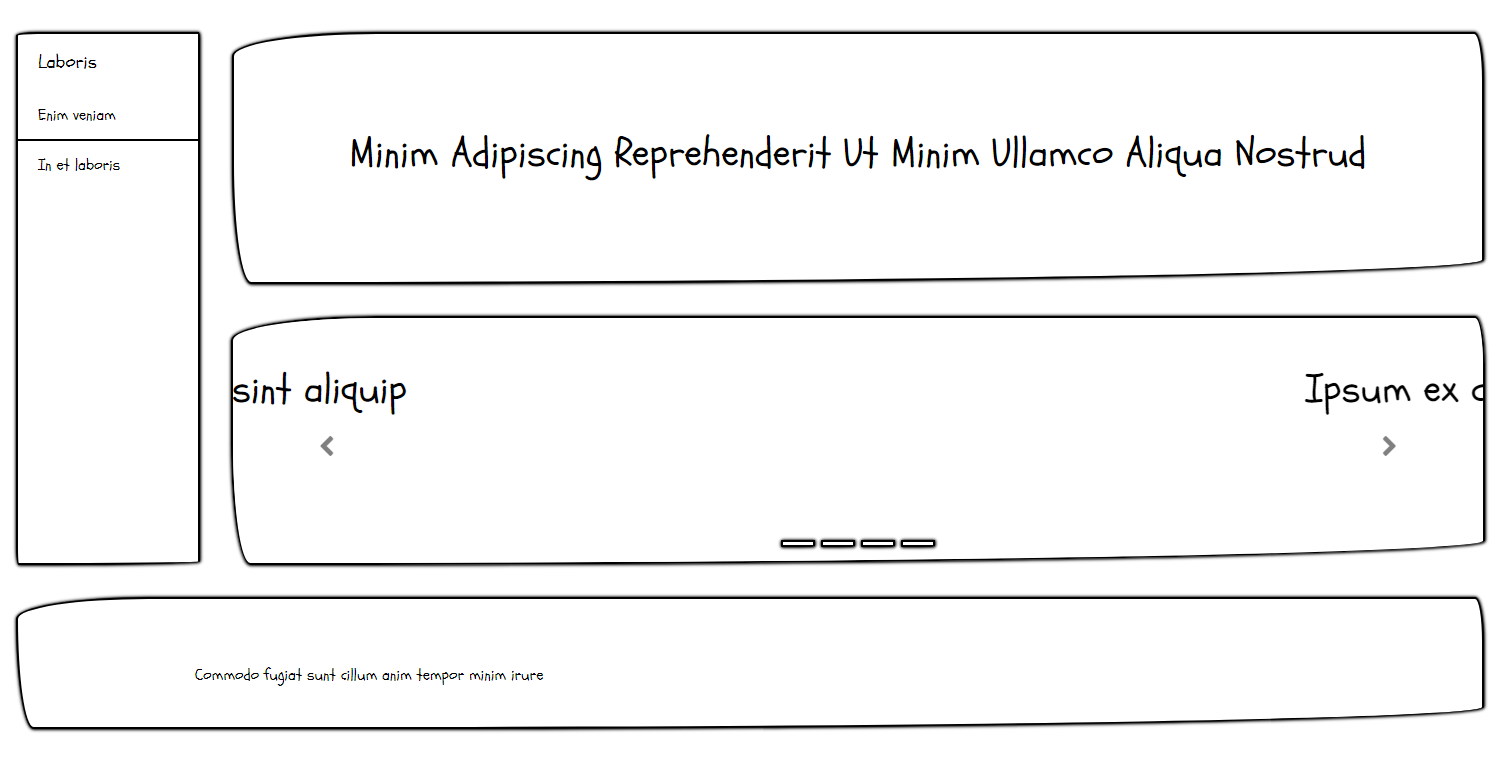 Laboris
Enim veniam
In et laboris
Minim Adipiscing Reprehenderit Ut Minim Ullamco Aliqua Nostrud
sint aliquip
Ipsum ex
Commodo fugiat sunt cillum anim tempor minim irure